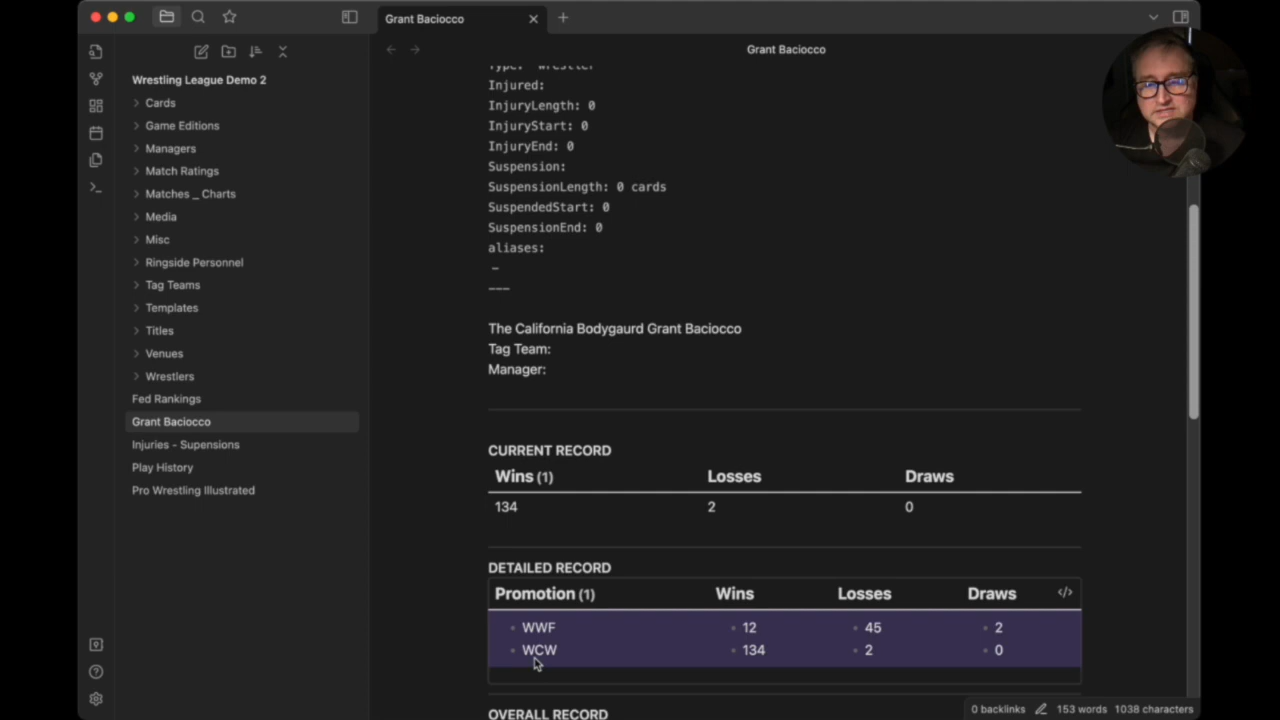 Grant Baciocco
Grant Baciocco
Wrestling League Demo 2
Cards
Game Editions
Managers
Match Ratings
Matches _ Charts
Media
Misc
Ringside Personnel
Tag Teams
Templates
Titles
Venues
Wrestlers
Fed Rankings
Grant Baciocco
Injuries - Supensions
Play History
Pro Wrestling Illustrated
Type: Wrestler
Injured:
InjuryLength: 0
InjuryStart: 0
InjuryEnd: 0
Suspension:
SuspensionLength: 0 cards
SuspendedStart: 0
SuspensionEnd: 0
aliases:
-
---
The California Bodygaurd Grant Baciocco
Tag Team:
Manager:
CURRENT RECORD
Wins (1) Losses Draws
134 2 0
DETAILED RECORD
Promotion (1) Wins Losses Draws </>
• WWF • 12 • 45 • 2
• WCW • 134 • 2 • 0
OVERALL RECORD
0 backlinks 153 words 1038 characters